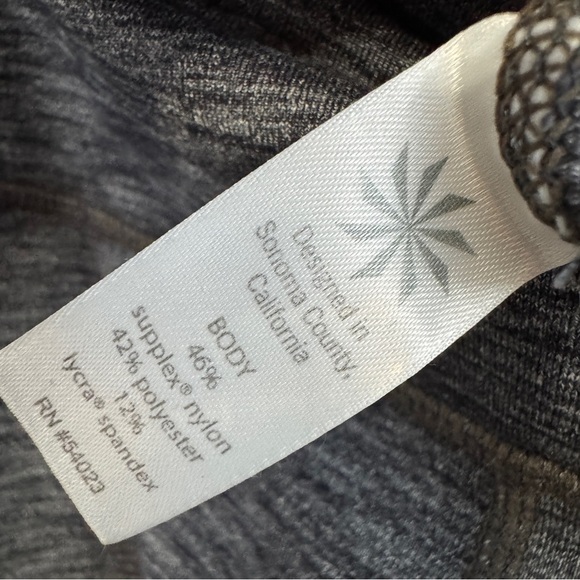 Designed in
Sonoma County,
California
BODY
46%
supplex® nylon
42% polyester
12%
lycra® spandex
RN #54023